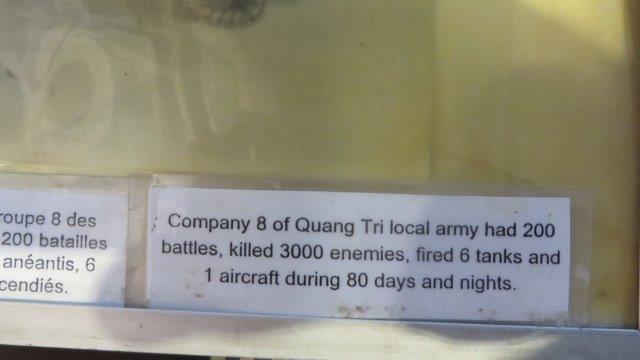 roupe 8 des
200 batailles
anéantis, 6
cendiés.
Company 8 of Quang Tri local army had 200
battles, killed 3000 enemies, fired 6 tanks and
1 aircraft during 80 days and nights.